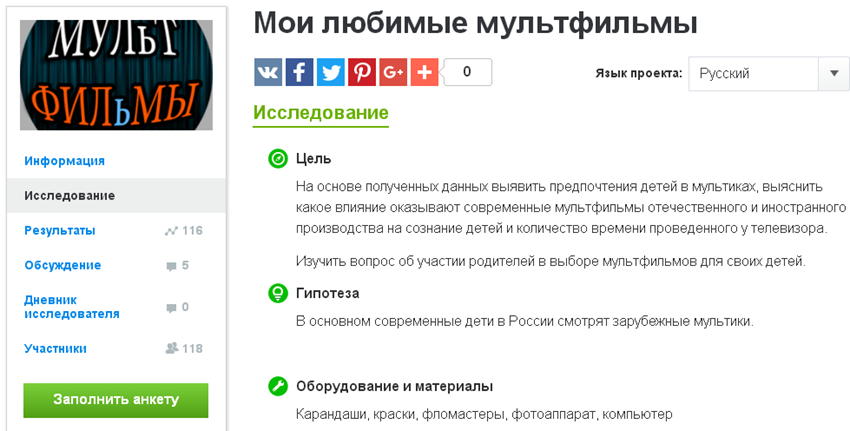 МУЛЬТ
ФИЛЬМЫ
Информация
Исследование
Результаты 116
Обсуждение 5
Дневник
исследователя 0
Участники 118
Заполнить анкету
Мои любимые мультфильмы
0
Язык проекта: Русский
Исследование
Цель
На основе полученных данных выявить предпочтения детей в мультиках, выяснить
какое влияние оказывают современные мультфильмы отечественного и иностранного
производства на сознание детей и количество времени проведенного у телевизора.
Изучить вопрос об участии родителей в выборе мультфильмов для своих детей.
Гипотеза
В основном современные дети в России смотрят зарубежные мультики.
Оборудование и материалы
Карандаши, краски, фломастеры, фотоаппарат, компьютер